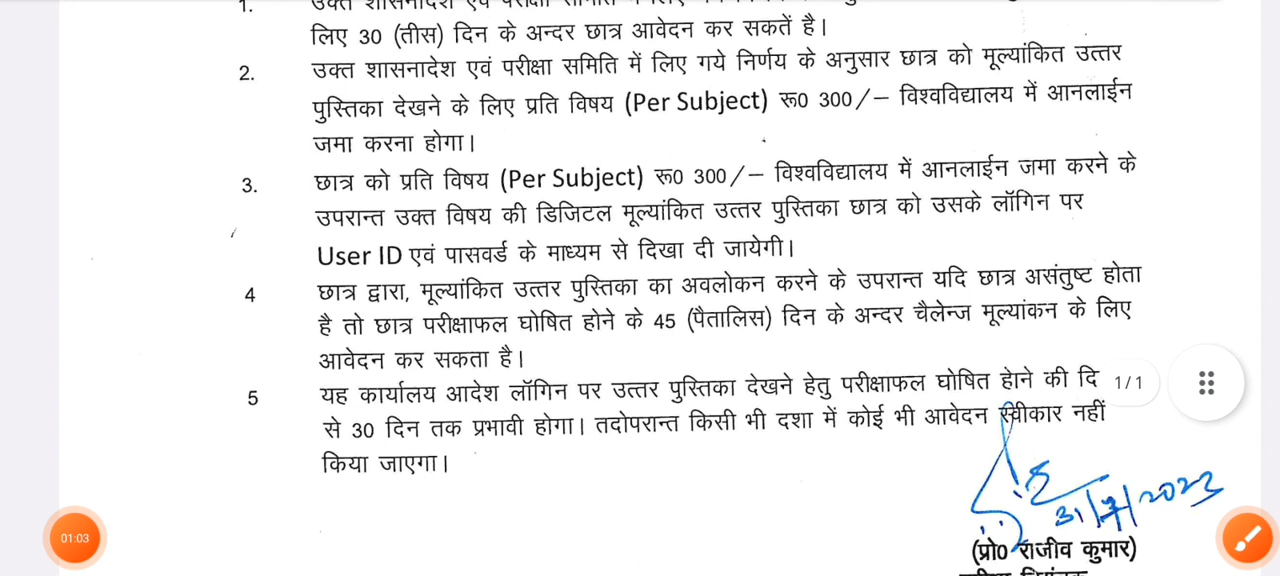 1.
लिए 30 (तीस) दिन के अन्दर छात्र आवेदन कर सकतें है।
2. उक्त शासनादेश एवं परीक्षा समिति में लिए गये निर्णय के अनुसार छात्र को मूल्यांकित उत्तर
पुस्तिका देखने के लिए प्रति विषय (Per Subject) रू0 300/– विश्वविद्यालय में आनलाईन
जमा करना होगा।
3. छात्र को प्रति विषय (Per Subject) रू0 300/– विश्वविद्यालय में आनलाईन जमा करने के
उपरान्त उक्त विषय की डिजिटल मूल्यांकित उत्तर पुस्तिका छात्र को उसके लॉगिन पर
User ID एवं पासवर्ड के माध्यम से दिखा दी जायेगी।
4 छात्र द्वारा, मूल्यांकित उत्तर पुस्तिका का अवलोकन करने के उपरान्त यदि छात्र असंतुष्ट होता
है तो छात्र परीक्षाफल घोषित होने के 45 (पैतालिस) दिन के अन्दर चैलेन्ज मूल्यांकन के लिए
आवेदन कर सकता है।
5 यह कार्यालय आदेश लॉगिन पर उत्तर पुस्तिका देखने हेतु परीक्षाफल घोषित होने की दि 1/1
से 30 दिन तक प्रभावी होगा। तदोपरान्त किसी भी दशा में कोई भी आवेदन स्वीकार नहीं
किया जाएगा।
31/7/2023
01:03
(प्रो0 राजीव कुमार)